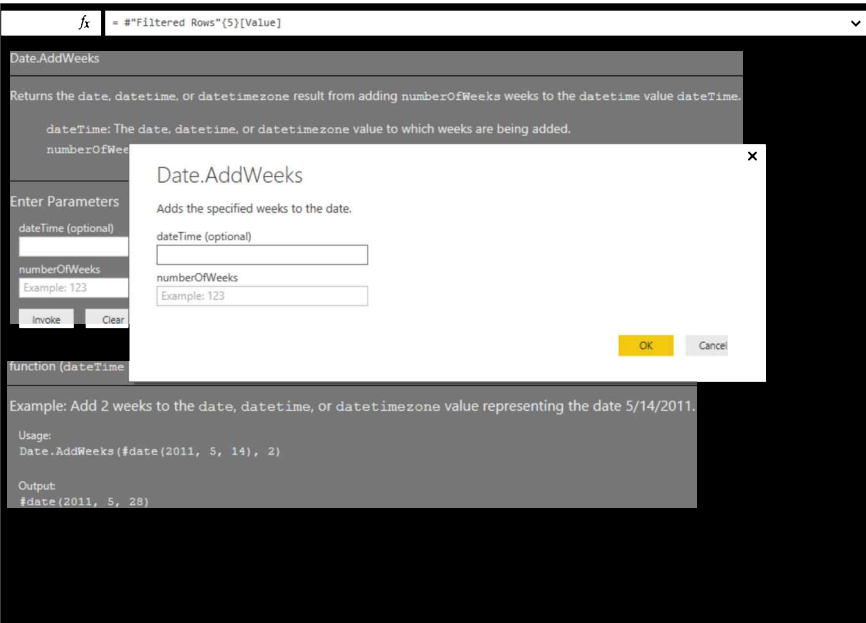 fx
= #"Filtered Rows"{5}[Value]
Date.AddWeeks
Returns the date, datetime, or datetimezone result from adding numberOfWeeks weeks to the datetime value dateTime.
dateTime: The date, datetime, or datetimezone value to which weeks are being added.
numberOfWee
Enter Parameters
dateTime (optional)
numberOfWeeks
Example: 123
Invoke Clear
Date.AddWeeks
Adds the specified weeks to the date.
dateTime (optional)
numberOfWeeks
Example: 123
OK Cancel
function (dateTime
Example: Add 2 weeks to the date, datetime, or datetimezone value representing the date 5/14/2011.
Usage:
Date.AddWeeks(#date(2011, 5, 14), 2)
Output:
#date(2011, 5, 28)